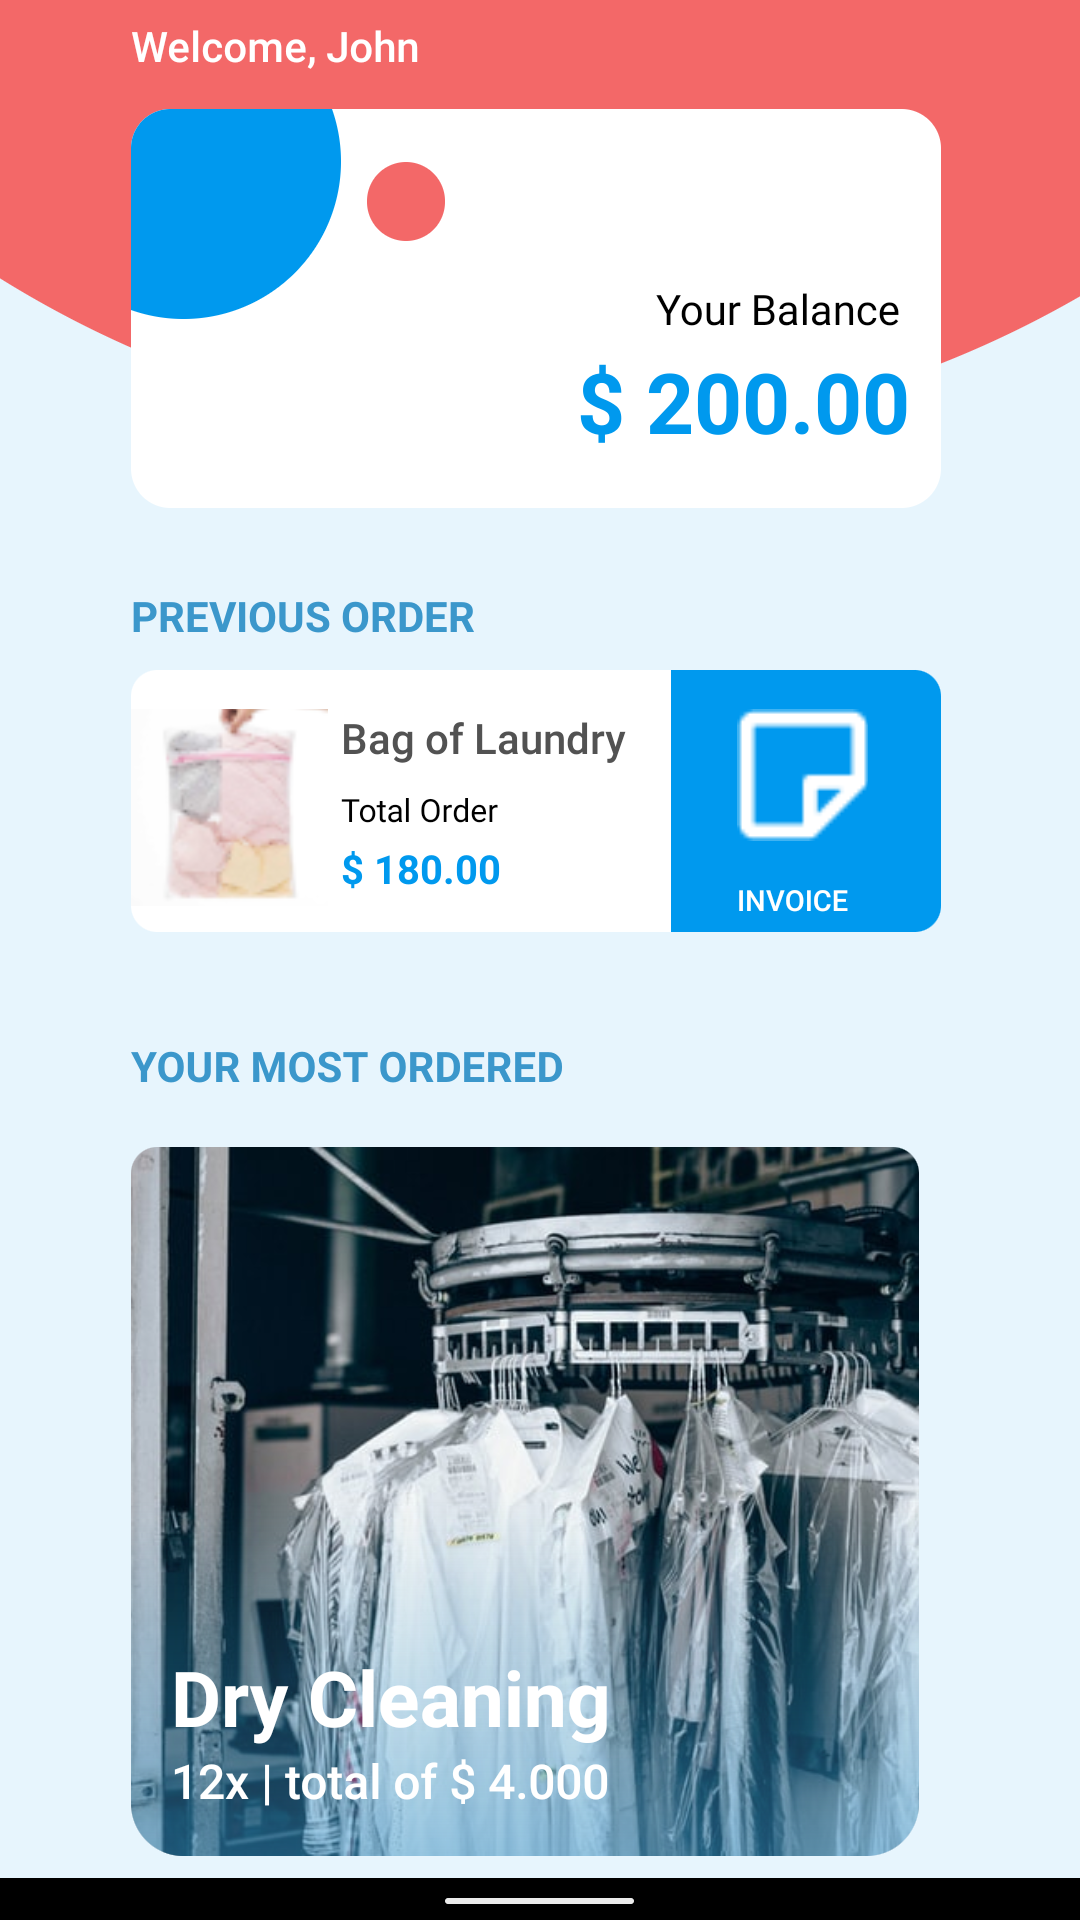 Welcome, John
Your Balance
$ 200.00
PREVIOUS ORDER
Bag of Laundry
Total Order
$ 180.00
INVOICE
YOUR MOST ORDERED
We
Dry Cleaning
12x | total of $ 4.000